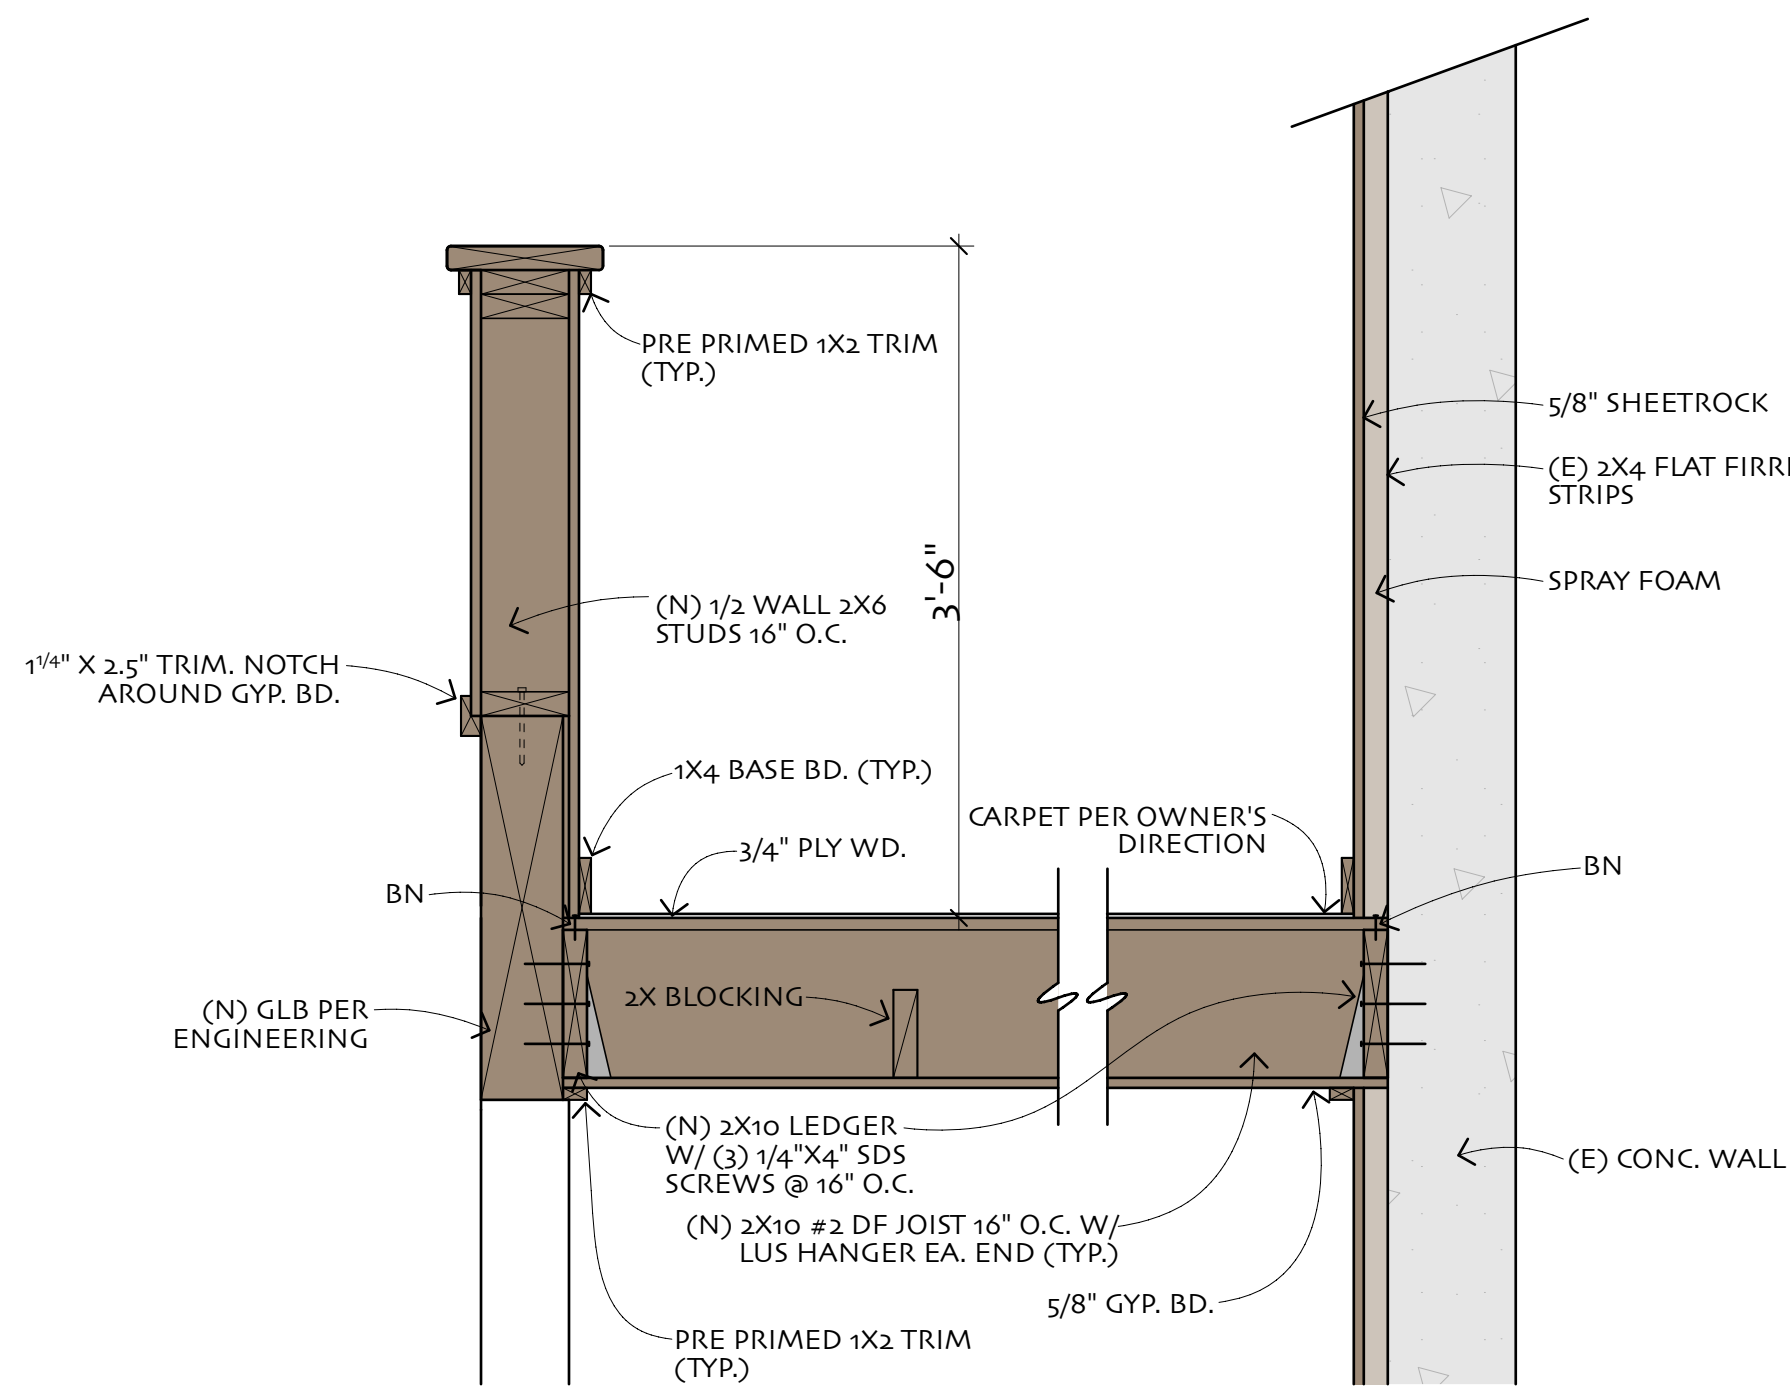 PRE PRIMED 1X2 TRIM
(TYP.)
5/8" SHEETROCK
(E) 2X4 FLAT FIRRI
STRIPS
3'-6"
SPRAY FOAM
(N) 1/2 WALL 2X6
STUDS 16" O.C.
1 1/4" X 2.5" TRIM. NOTCH
AROUND GYP. BD.
1X4 BASE BD. (TYP.)
CARPET PER OWNER'S
DIRECTION
3/4" PLY WD.
BN
BN
2X BLOCKING
(N) GLB PER
ENGINEERING
(N) 2X10 LEDGER
W/ (3) 1/4"X4" SDS
SCREWS @ 16" O.C.
(E) CONC. WALL
(N) 2X10 #2 DF JOIST 16" O.C. W/
LUS HANGER EA. END (TYP.)
5/8" GYP. BD.
PRE PRIMED 1X2 TRIM
(TYP.)